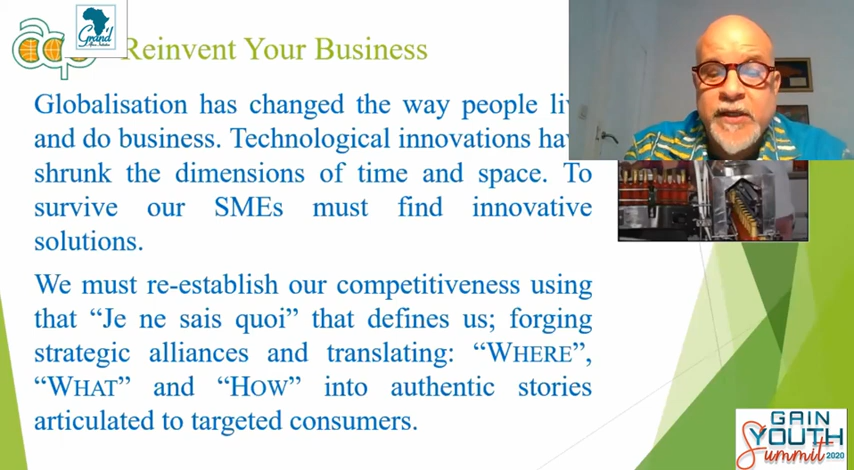 Grand
Africa Initiative
Reinvent Your Business
Globalisation has changed the way people liv
and do business. Technological innovations hav
shrunk the dimensions of time and space. To
survive our SMEs must find innovative
solutions.
We must re-establish our competitiveness using
that “Je ne sais quoi” that defines us; forging
strategic alliances and translating: “WHERE”,
“WHAT” and “HOW” into authentic stories
articulated to targeted consumers.
GAIN
YOUTH
Summit 2020